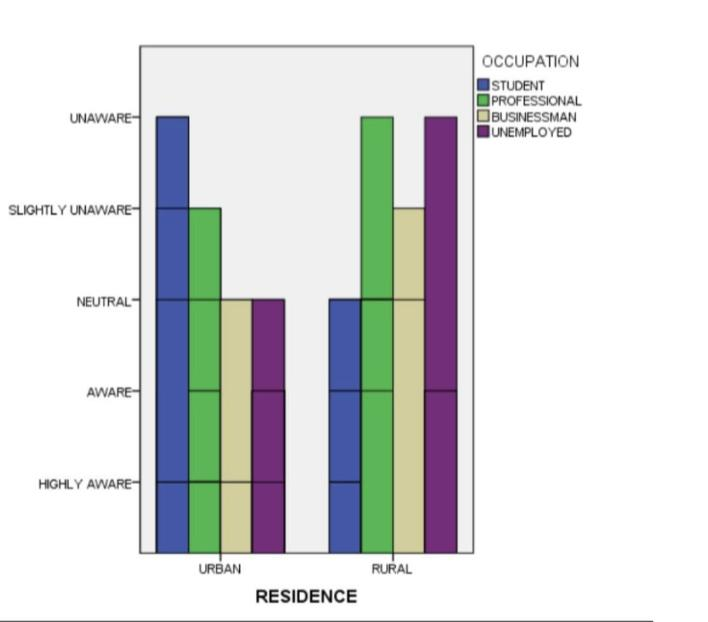 OCCUPATION
STUDENT
PROFESSIONAL
BUSINESSMAN
UNEMPLOYED
UNAWARE
SLIGHTLY UNAWARE
NEUTRAL
AWARE
HIGHLY AWARE
URBAN
RURAL
RESIDENCE